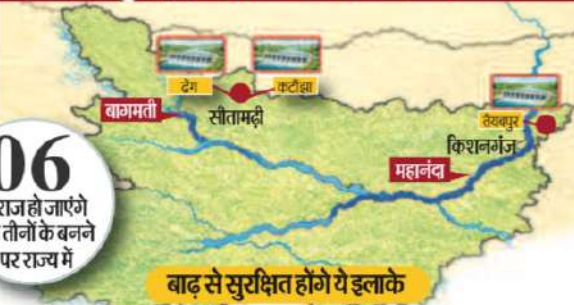 ढेंग
कटौंझा
बागमती
सीतामढ़ी
तैयबपुर
किशनगंज
महानंदा
06
राज हो जाएंगे
तीनों के बनने
पर राज्य में
बाढ़ से सुरक्षित होंगे ये इलाके